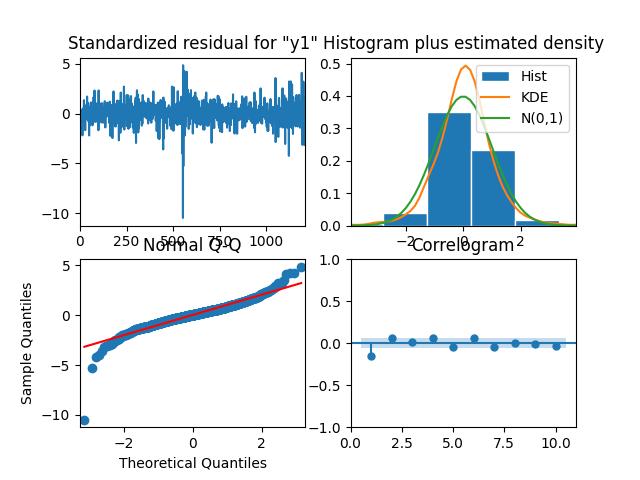 Standardized residual for "y1"
5
0
−5
−10
0 250 500 750 1000
Histogram plus estimated density
0.5
0.4
0.3
0.2
0.1
0.0
−2 0 2
Hist
KDE
N(0,1)
Normal Q-Q
Sample Quantiles
5
0
−5
−10
−2 0 2
Theoretical Quantiles
Correlogram
1.0
0.5
0.0
−0.5
−1.0
0.0 2.5 5.0 7.5 10.0